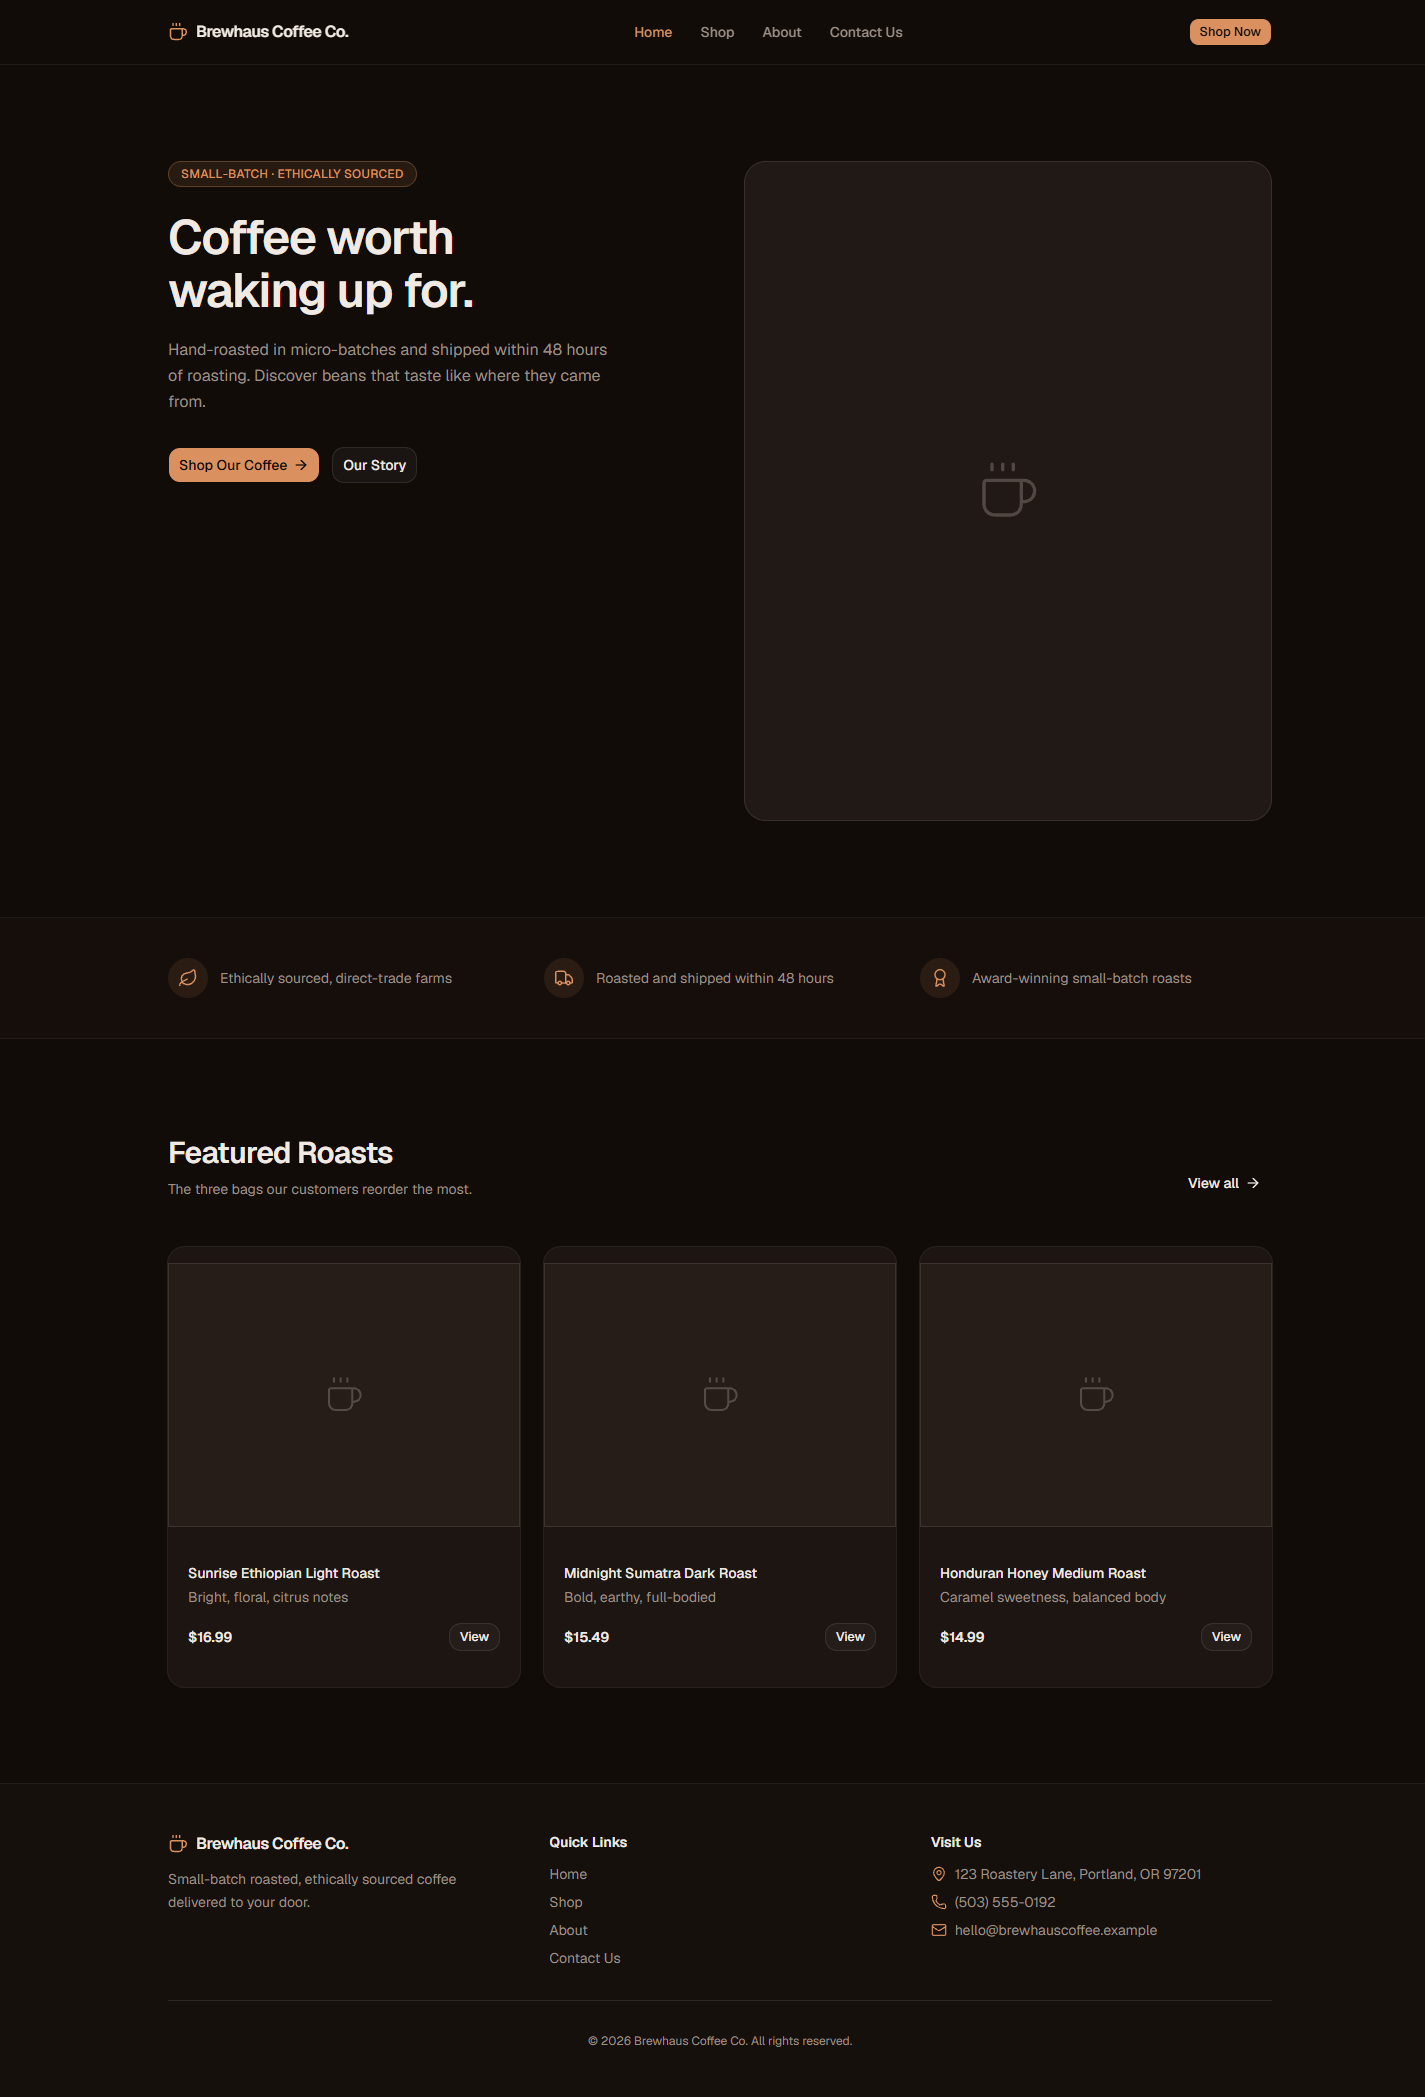 Brewhaus Coffee Co.
Home
Shop
About
Contact Us
Shop Now
SMALL-BATCH · ETHICALLY SOURCED
Coffee worth
waking up for.
Hand-roasted in micro-batches and shipped within 48 hours
of roasting. Discover beans that taste like where they came
from.
Shop Our Coffee →
Our Story
Ethically sourced, direct-trade farms
Roasted and shipped within 48 hours
Award-winning small-batch roasts
Featured Roasts
The three bags our customers reorder the most.
View all →
Sunrise Ethiopian Light Roast
Bright, floral, citrus notes
$16.99
View
Midnight Sumatra Dark Roast
Bold, earthy, full-bodied
$15.49
View
Honduran Honey Medium Roast
Caramel sweetness, balanced body
$14.99
View
Brewhaus Coffee Co.
Small-batch roasted, ethically sourced coffee
delivered to your door.
Quick Links
Home
Shop
About
Contact Us
Visit Us
123 Roastery Lane, Portland, OR 97201
(503) 555-0192
hello@brewhauscoffee.example
© 2026 Brewhaus Coffee Co. All rights reserved.